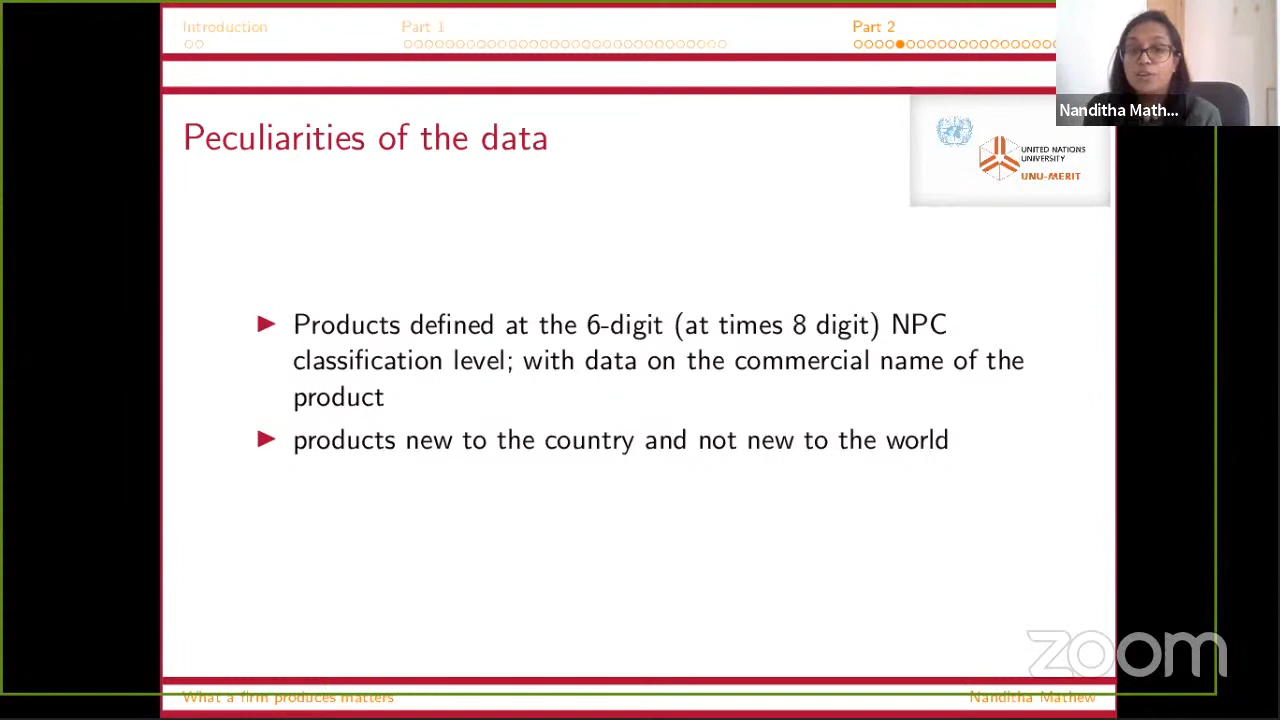 Introduction
Part 1
Part 2
Nanditha Math...
Peculiarities of the data
UNITED NATIONS
UNIVERSITY
UNU-MERIT
Products defined at the 6-digit (at times 8 digit) NPC
classification level; with data on the commercial name of the
product
products new to the country and not new to the world
zoom
What a firm produces matters
Nanditha Mathew